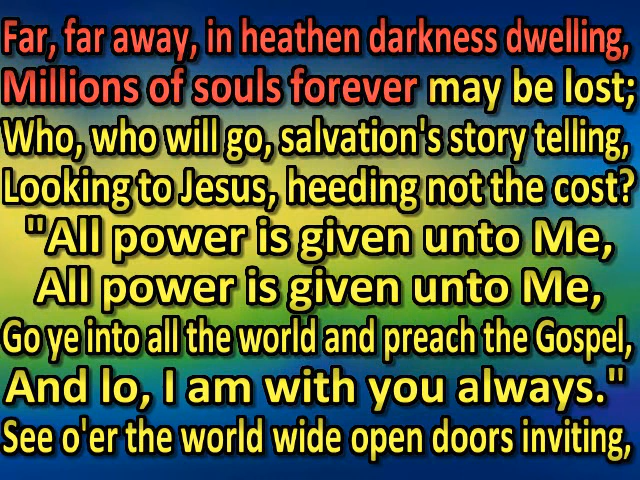 Far, far away, in heathen darkness dwelling,
Millions of souls forever may be lost;
Who, who will go, salvation's story telling,
Looking to Jesus, heeding not the cost?
"All power is given unto Me,
All power is given unto Me,
Go ye into all the world and preach the Gospel,
And lo, I am with you always."
See o'er the world wide open doors inviting,